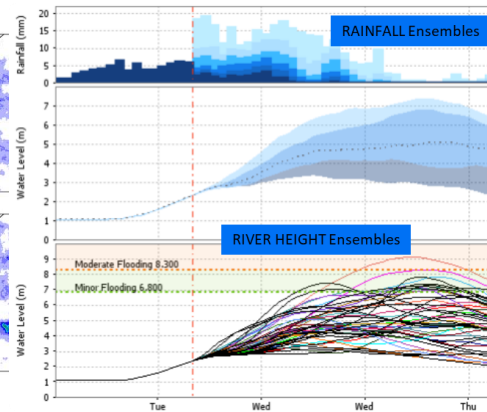 RAINFALL Ensembles
Rainfall (mm)
20
15
10
5
0
Water Level (m)
7
6
5
4
3
2
1
0
RIVER HEIGHT Ensembles
Water Level (m)
9
8
7
6
5
4
3
2
1
0
Moderate Flooding 8.300
Minor Flooding 6.800
Tue
Wed
Wed
Thu